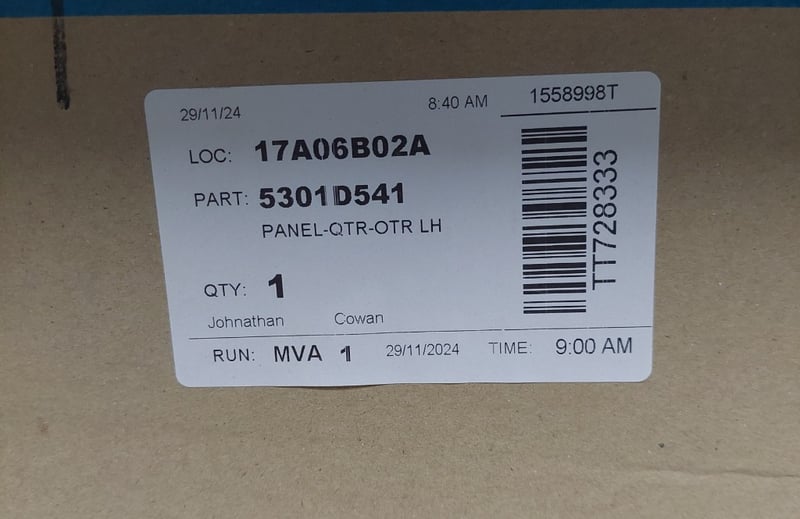 29/11/24 8:40 AM 1558998T
LOC: 17A06B02A
PART: 5301D541
PANEL-QTR-OTR LH
TT728333
QTY: 1
Johnathan Cowan
RUN: MVA 1 29/11/2024 TIME: 9:00 AM